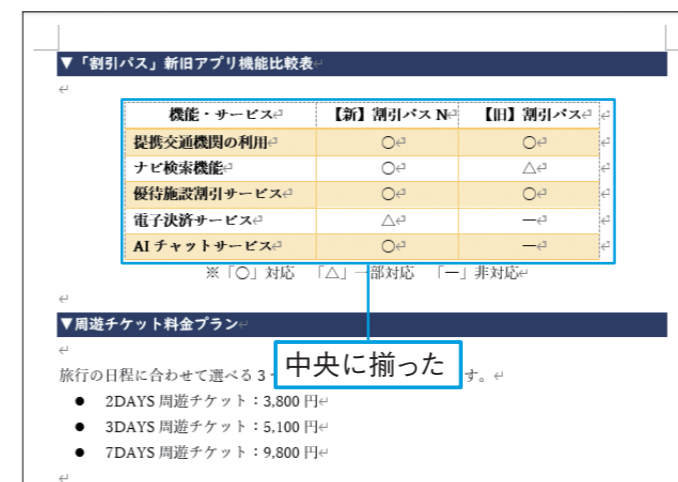 ▼「割引パス」新旧アプリ機能比較表
機能・サービス 【新】割引パス N 【旧】割引パス
提携交通機関の利用 〇 〇
ナビ検索機能 〇 △
優待施設割引サービス 〇 〇
電子決済サービス △ ー
AI チャットサービス 〇 ー
※「〇」対応 「△」一部対応 「ー」非対応
▼周遊チケット料金プラン
中央に揃った
旅行の日程に合わせて選べる 3 す。
● 2DAYS 周遊チケット：3,800 円
● 3DAYS 周遊チケット：5,100 円
● 7DAYS 周遊チケット：9,800 円